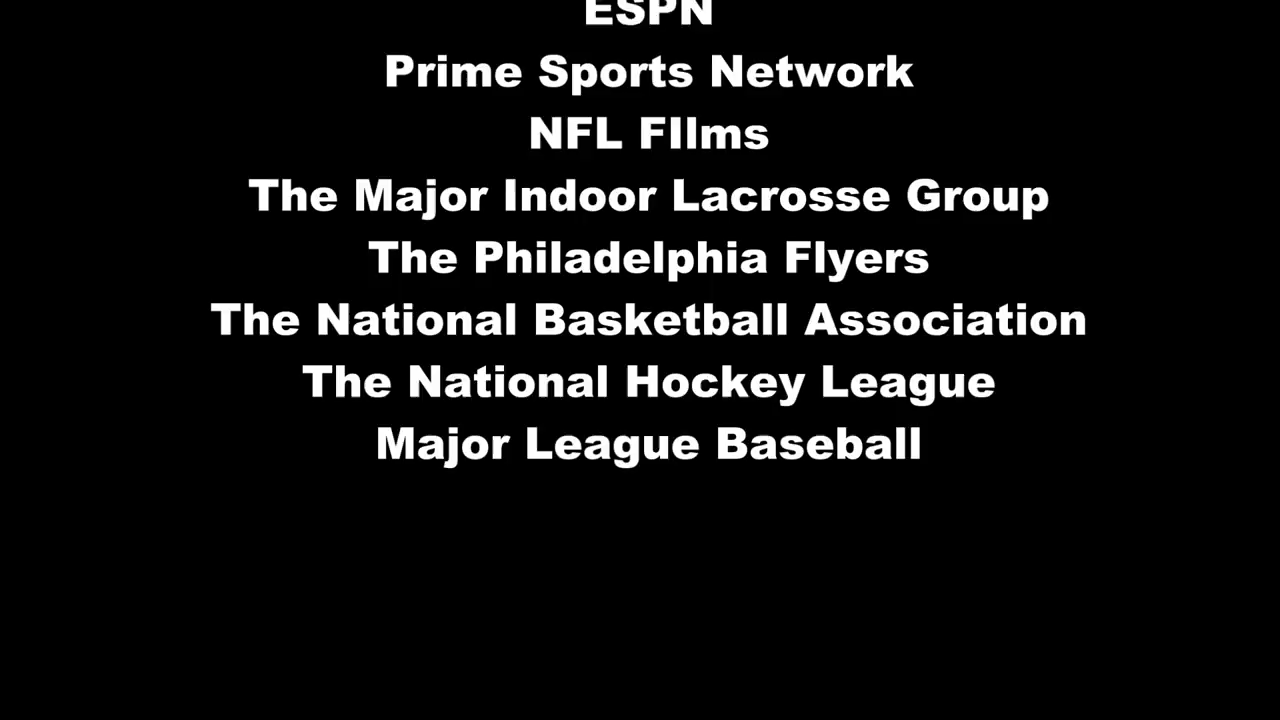 ESPN
Prime Sports Network
NFL FIlms
The Major Indoor Lacrosse Group
The Philadelphia Flyers
The National Basketball Association
The National Hockey League
Major League Baseball